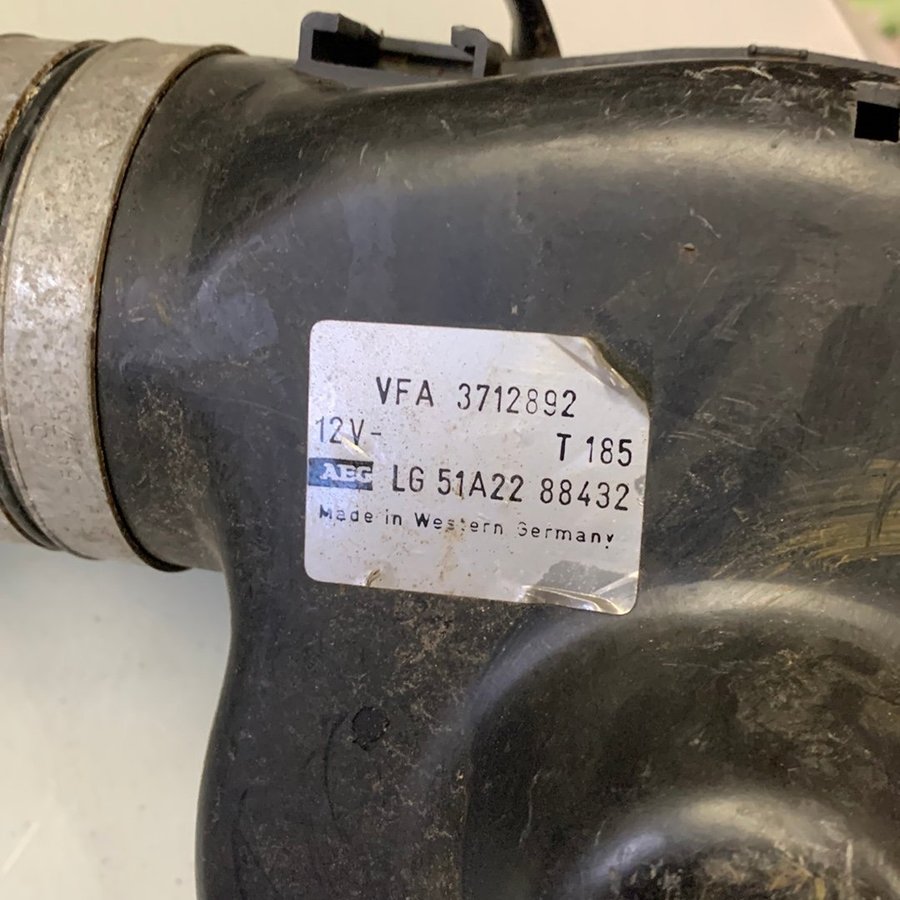 VFA 3712892
12V- T 185
AEG LG 51A22 88432
Made in Western Germany